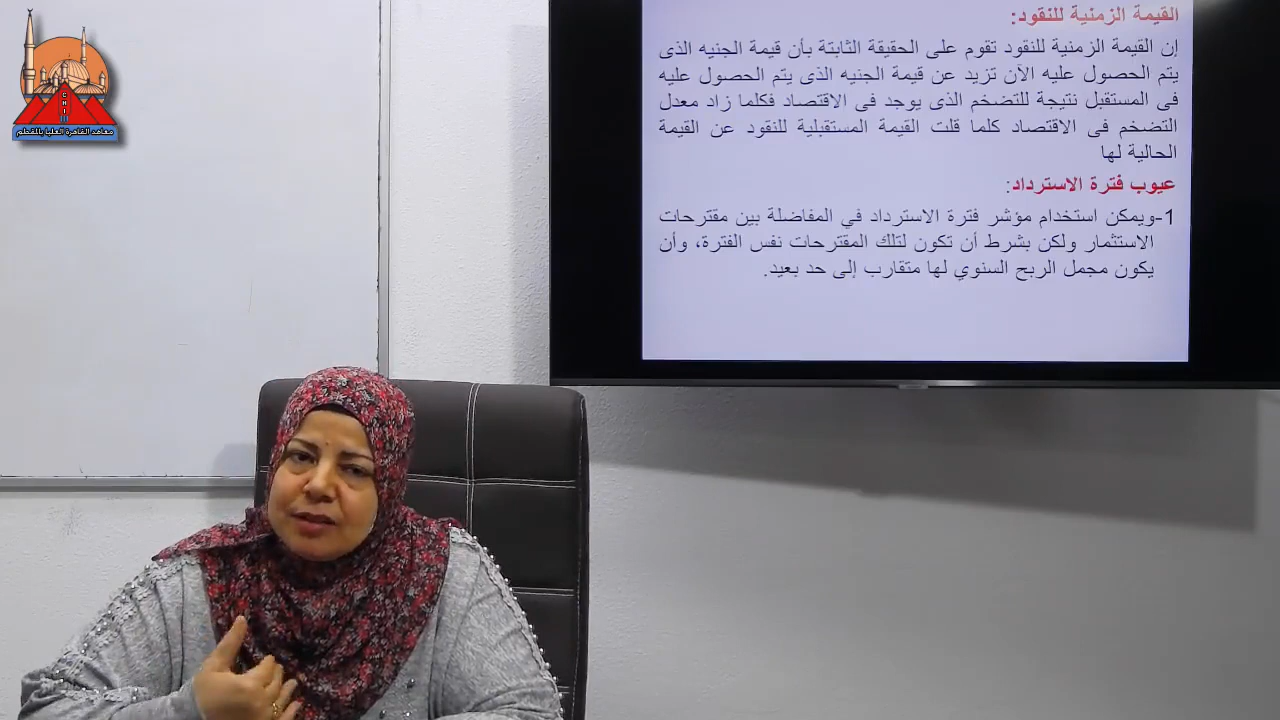 القيمة الزمنية للنقود:
إن القيمة الزمنية للنقود تقوم على الحقيقة الثابتة بأن قيمة الجنيه الذى
يتم الحصول عليه الآن تزيد عن قيمة الجنيه الذى يتم الحصول عليه
فى المستقبل نتيجة للتضخم الذى يوجد فى الاقتصاد فكلما زاد معدل
التضخم فى الاقتصاد كلما قلت القيمة المستقبلية للنقود عن القيمة
الحالية لها
عيوب فترة الاسترداد:
1-ويمكن استخدام مؤشر فترة الاسترداد في المفاضلة بين مقترحات
الاستثمار ولكن بشرط أن تكون لتلك المقترحات نفس الفترة، وأن
يكون مجمل الربح السنوي لها متقارب إلى حد بعيد.
CHI
معاهد القاهرة العليا بالمقطم